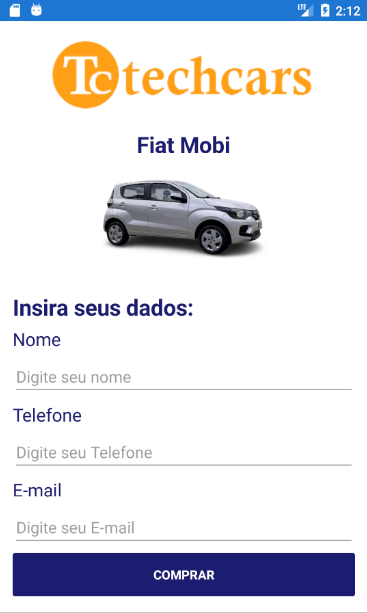 LTE 2:12
Tc techcars
Fiat Mobi
Insira seus dados:
Nome
Digite seu nome
Telefone
Digite seu Telefone
E-mail
Digite seu E-mail
COMPRAR